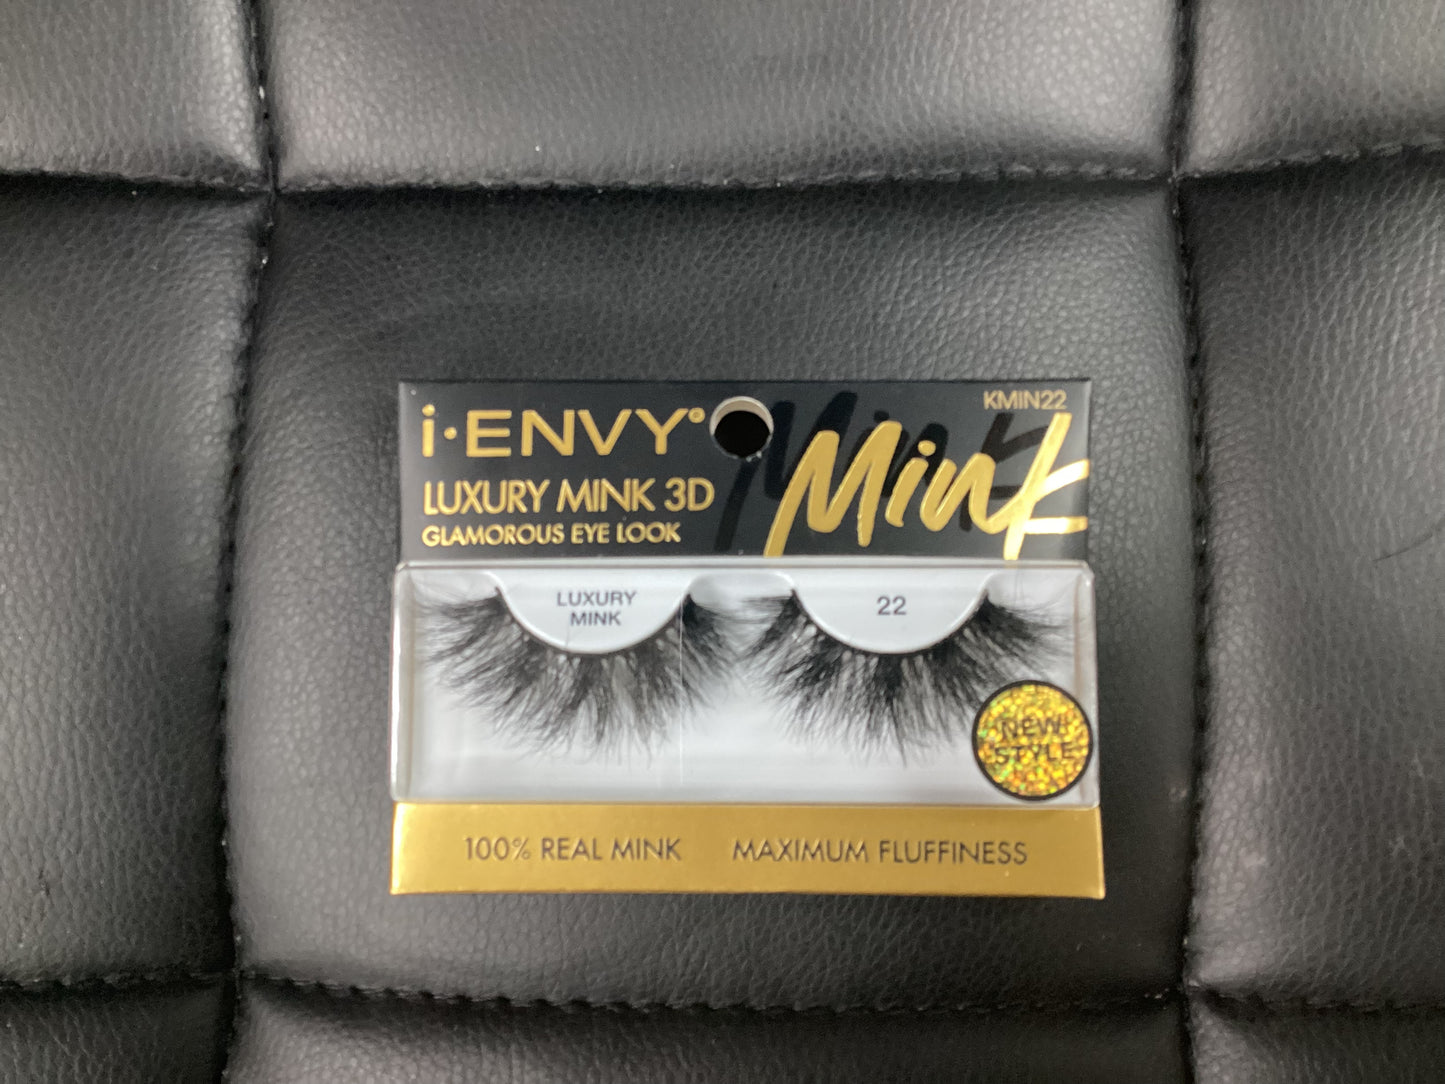 i·ENVY®
KMIN22
Mink
LUXURY MINK 3D
GLAMOROUS EYE LOOK
LUXURY
MINK
22
NEW
STYLE
100% REAL MINK
MAXIMUM FLUFFINESS